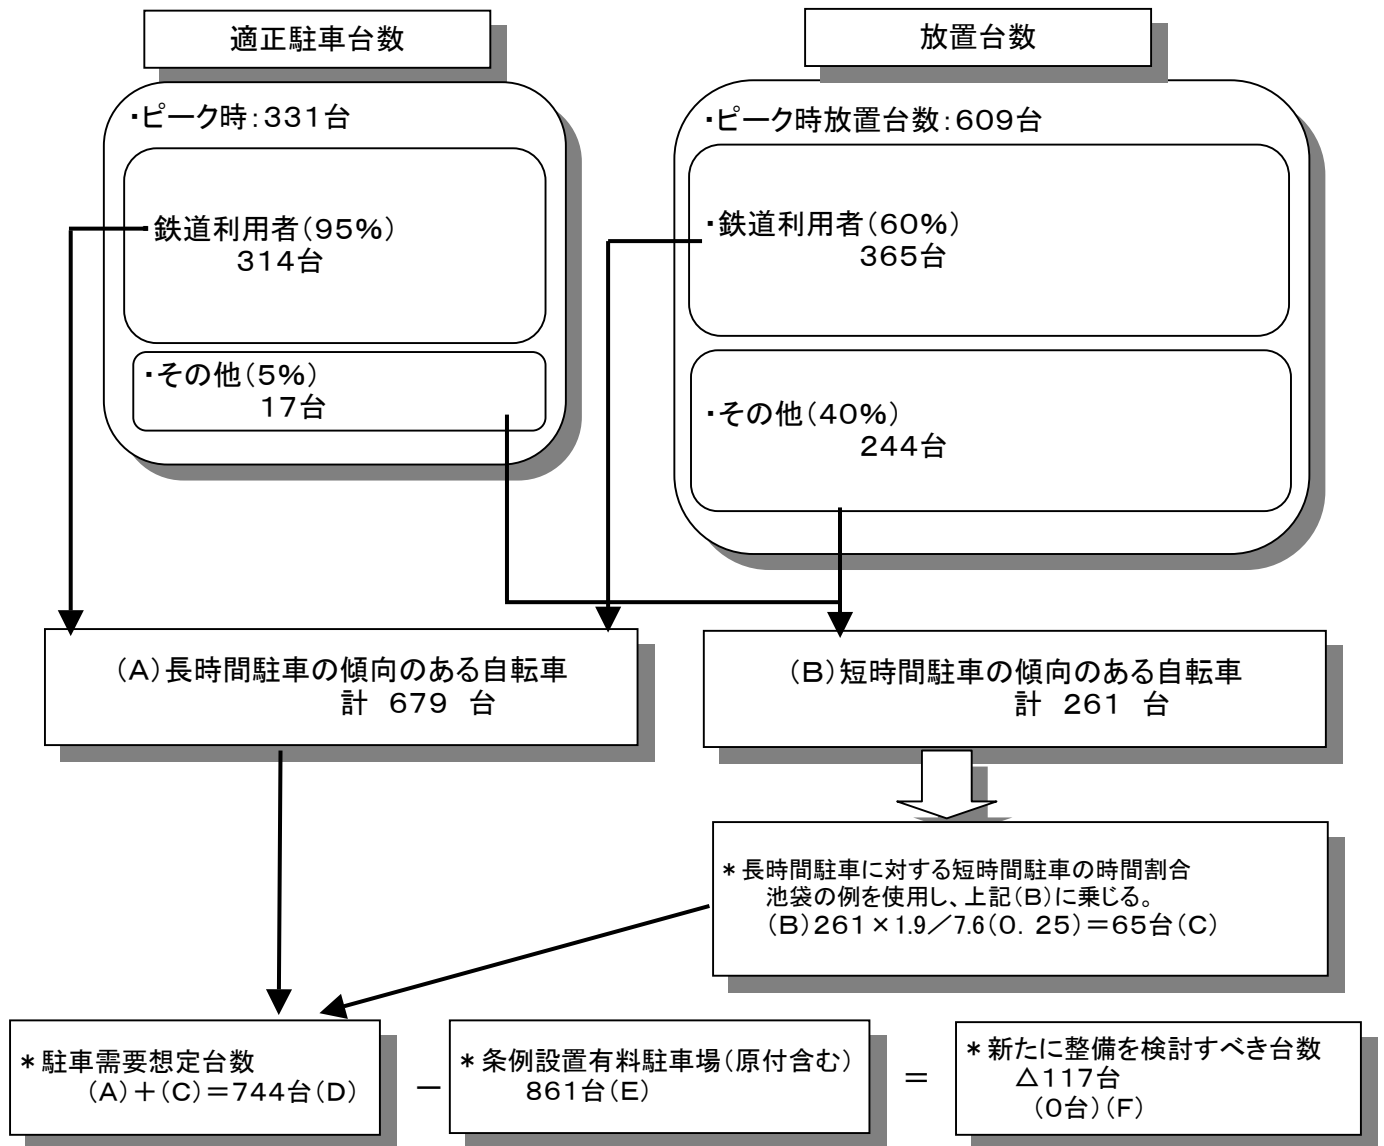 適正駐車台数
放置台数
・ピーク時：３３１台
・ピーク時放置台数：６０９台
鉄道利用者（９５％）
３１４台
・鉄道利用者（６０％）
３６５台
・その他（５％）
１７台
・その他（４０％）
２４４台
（Ａ）長時間駐車の傾向のある自転車
計　６７９　台
（Ｂ）短時間駐車の傾向のある自転車
計　２６１　台
＊長時間駐車に対する短時間駐車の時間割合
池袋の例を使用し、上記（Ｂ）に乗じる。
（Ｂ）２６１×1.9／7.6（０．２５）＝６５台（Ｃ）
＊駐車需要想定台数
（Ａ）＋（Ｃ）＝７４４台（Ｄ）
－
＊条例設置有料駐車場（原付含む）
８６１台（Ｅ）
＝
＊新たに整備を検討すべき台数
△１１７台
（０台）（Ｆ）